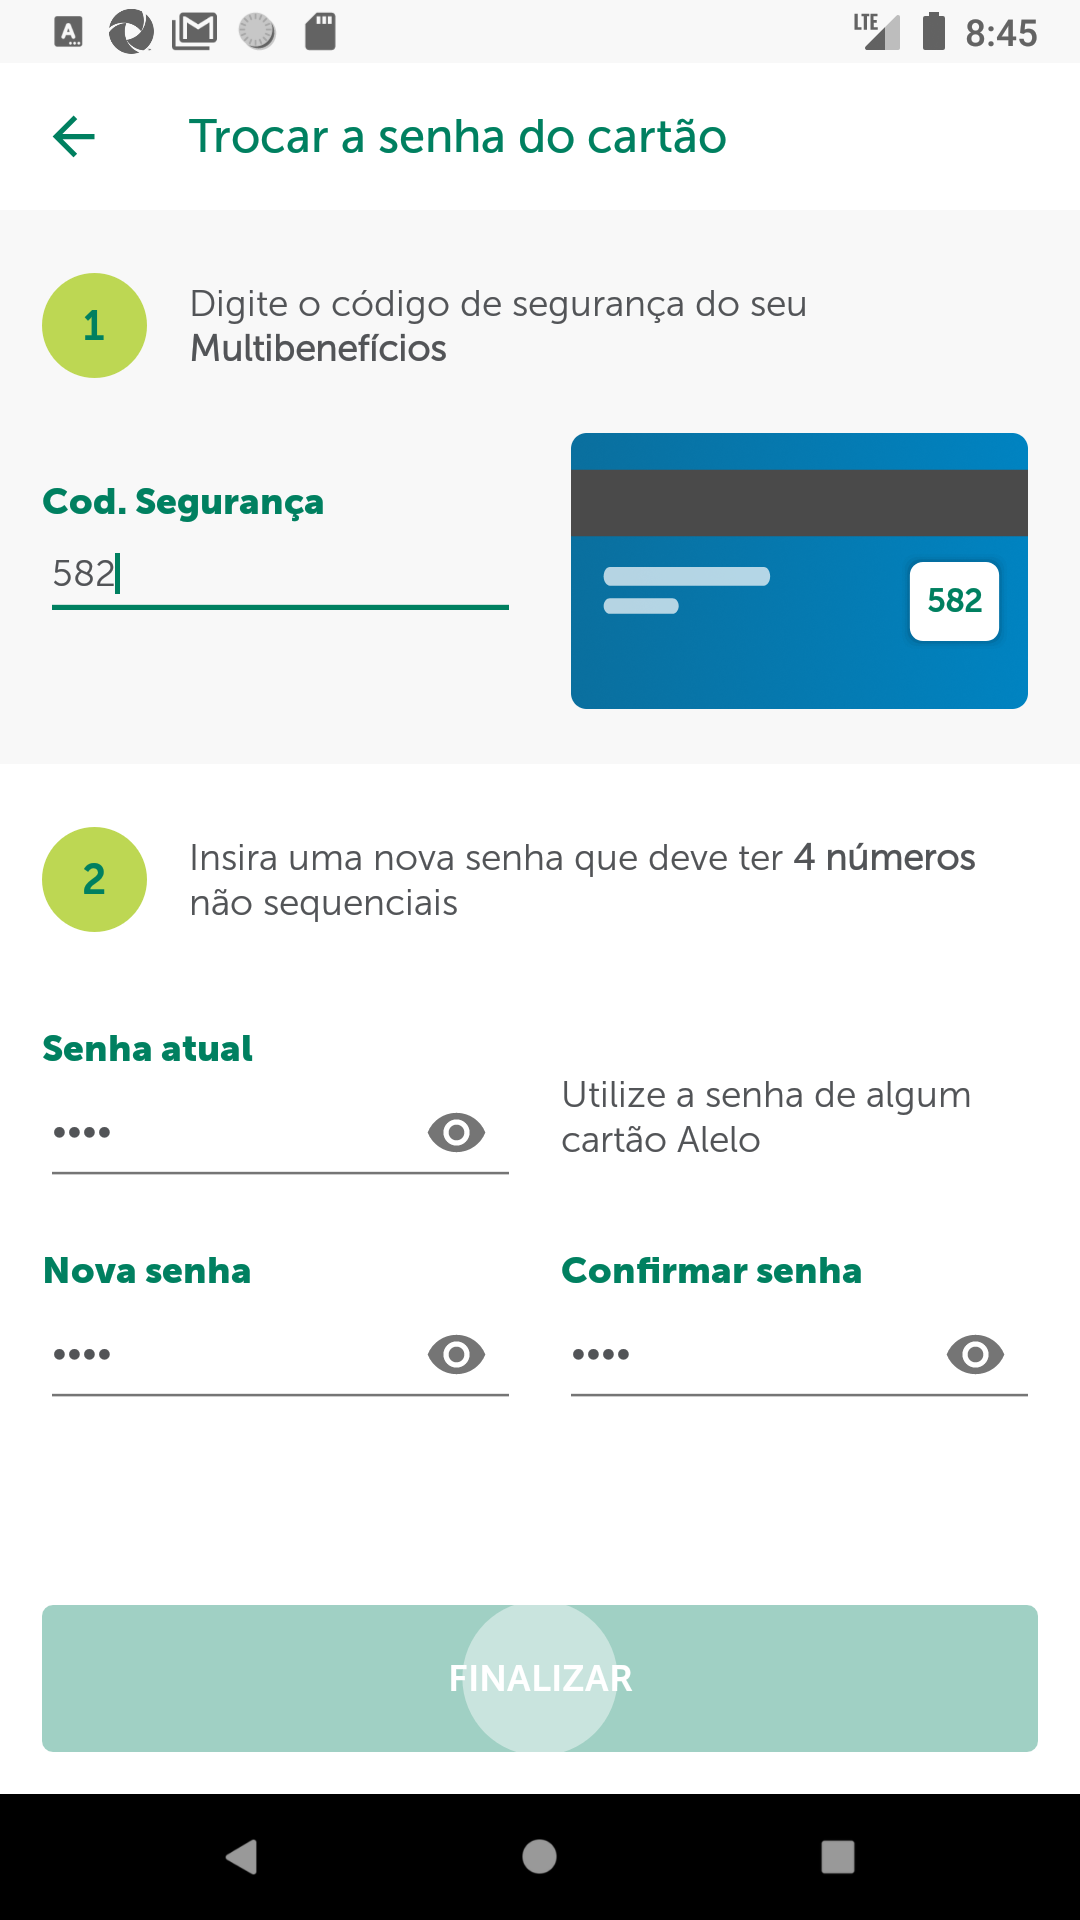 LTE 8:45
Trocar a senha do cartão
1
Digite o código de segurança do seu
Multibenefícios
Cod. Segurança
582
582
2
Insira uma nova senha que deve ter 4 números
não sequenciais
Senha atual
••••
Utilize a senha de algum
cartão Alelo
Nova senha
Confirmar senha
••••
••••
FINALIZAR